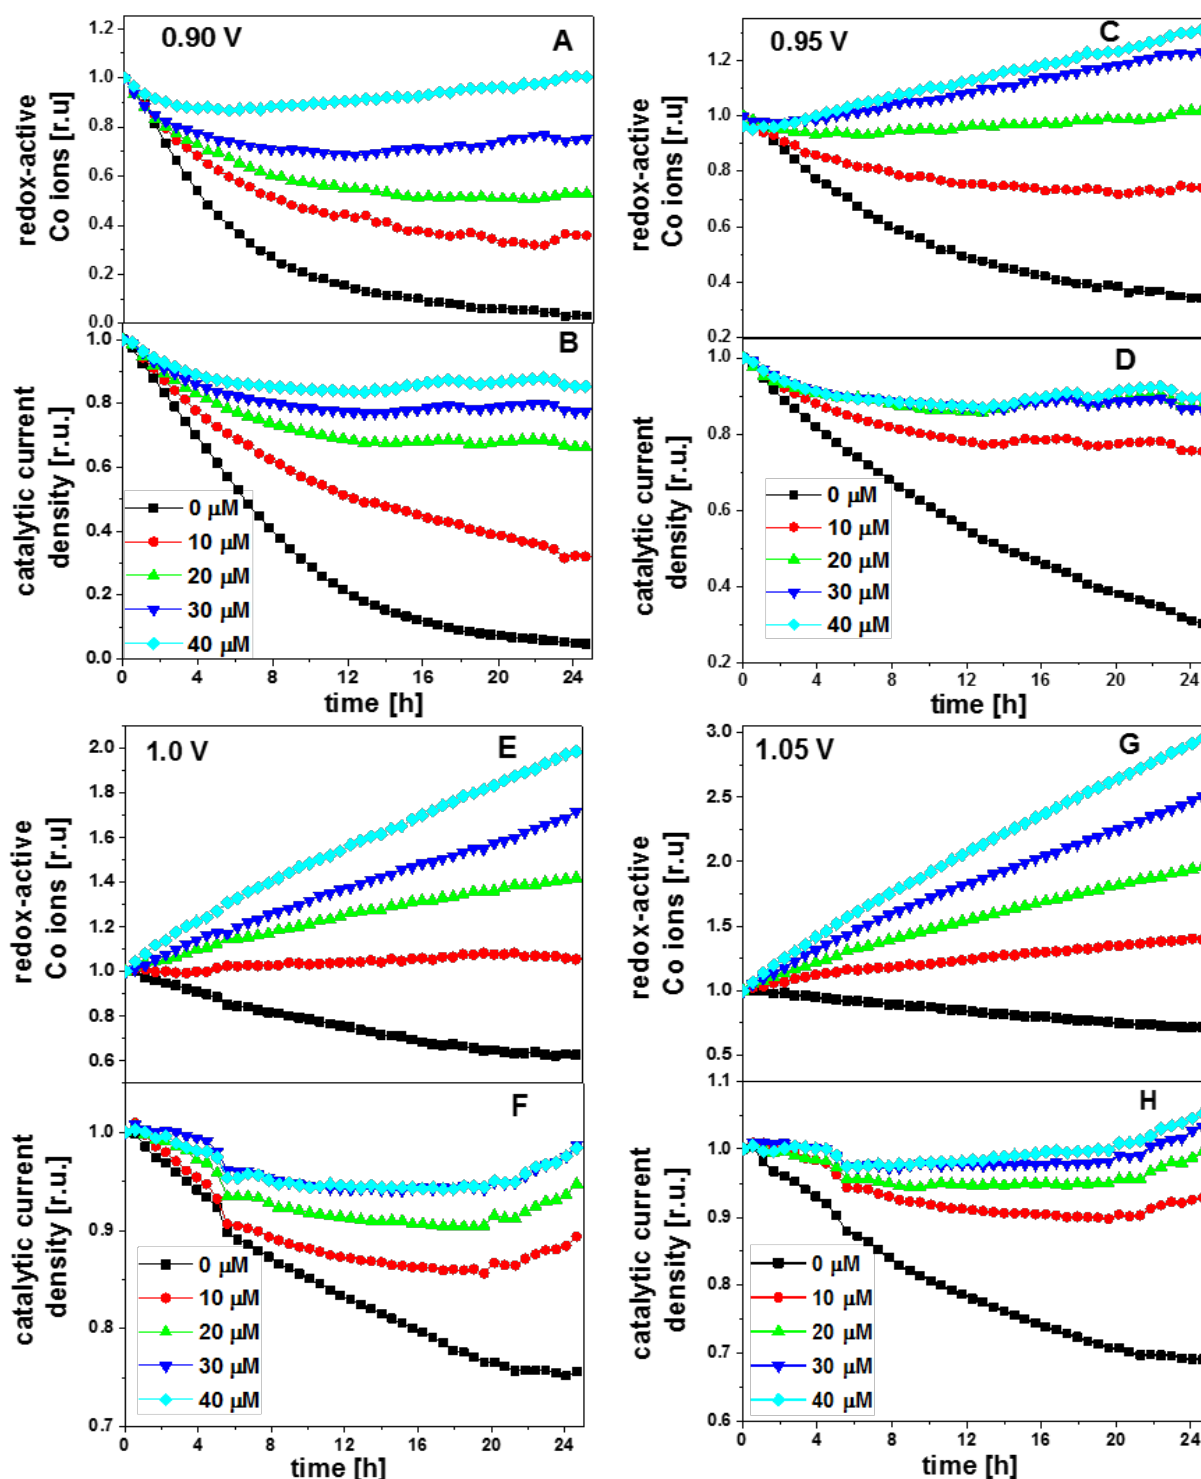 0.90 V
A
redox-active
Co ions [r.u]
1.2
1.0
0.8
0.6
0.4
0.2
0.0
B
catalytic current
density [r.u.]
1.0
0.8
0.6
0.4
0.2
0.0
0 μM
10 μM
20 μM
30 μM
40 μM
0 4 8 12 16 20 24
time [h]
0.95 V
C
redox-active
Co ions [r.u]
1.2
1.0
0.8
0.6
0.4
0.2
D
catalytic current
density [r.u.]
1.0
0.8
0.6
0.4
0.2
0 μM
10 μM
20 μM
30 μM
40 μM
0 4 8 12 16 20 24
time [h]
1.0 V
E
redox-active
Co ions [r.u]
2.0
1.8
1.6
1.4
1.2
1.0
0.8
0.6
F
catalytic current
density [r.u.]
1.0
0.9
0.8
0.7
0 μM
10 μM
20 μM
30 μM
40 μM
0 4 8 12 16 20 24
time [h]
1.05 V
G
redox-active
Co ions [r.u]
3.0
2.5
2.0
1.5
1.0
0.5
H
catalytic current
density [r.u.]
1.1
1.0
0.9
0.8
0.7
0.6
0 μM
10 μM
20 μM
30 μM
40 μM
0 4 8 12 16 20 24
time [h]